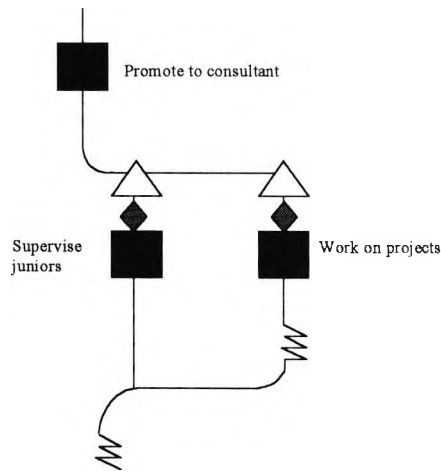 Promote to consultant
Supervise
juniors
Work on projects